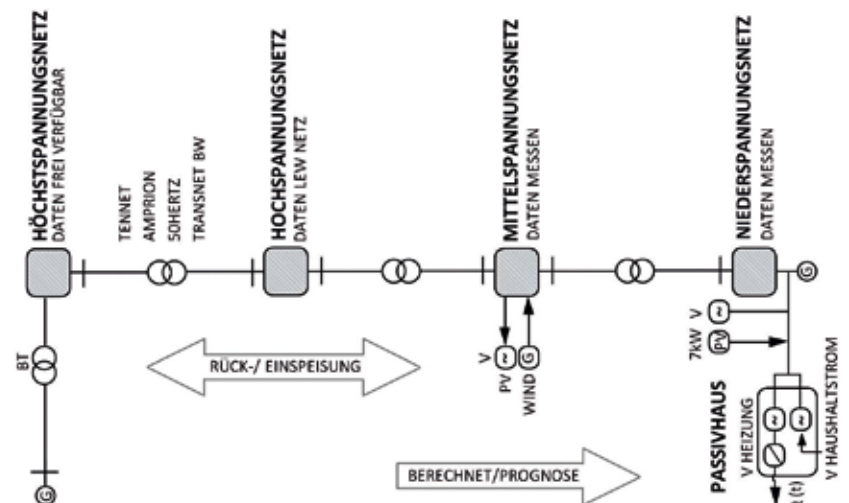 HÖCHSTSPANNUNGSNETZ
DATEN FREI VERFÜGBAR
TENNET
AMPRION
50HERTZ
TRANSNET BW
HOCHSPANNUNGSNETZ
DATEN LEW NETZ
MITTELSPANNUNGSNETZ
DATEN MESSEN
NIEDERSPANNUNGSNETZ
DATEN MESSEN
G
BT
G
RÜCK-/ EINSPEISUNG
V
~
PV
WIND
G
V
~
7kW
PV
BERECHNET/PROGNOSE
PASSIVHAUS
V HEIZUNG
~
~
V HAUSHALTSTROM
(t)